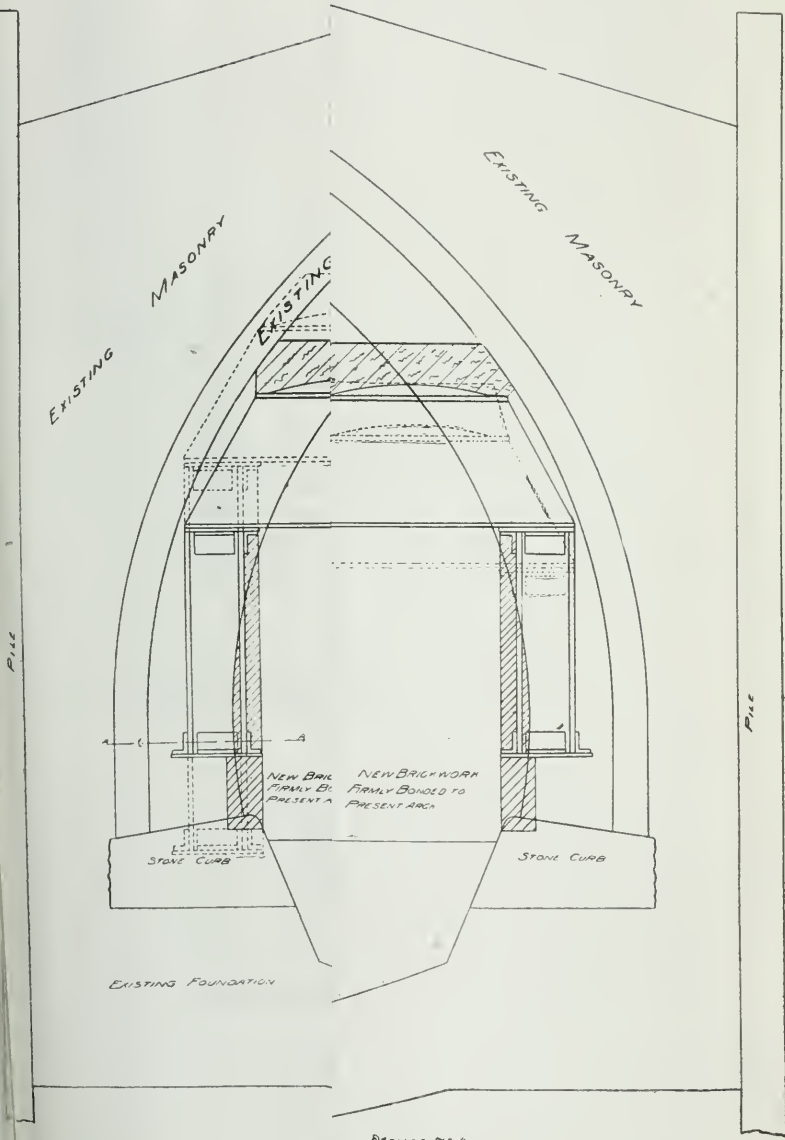 EXISTING MASONRY
EXISTING MASONRY
EXISTING
PILE
PILE
A
A
NEW BRIC
FIRMLY BO
PRESENT A
NEW BRICKWORK
FIRMLY BONDED TO
PRESENT ARCH
STONE CURB
STONE CURB
EXISTING FOUNDATION